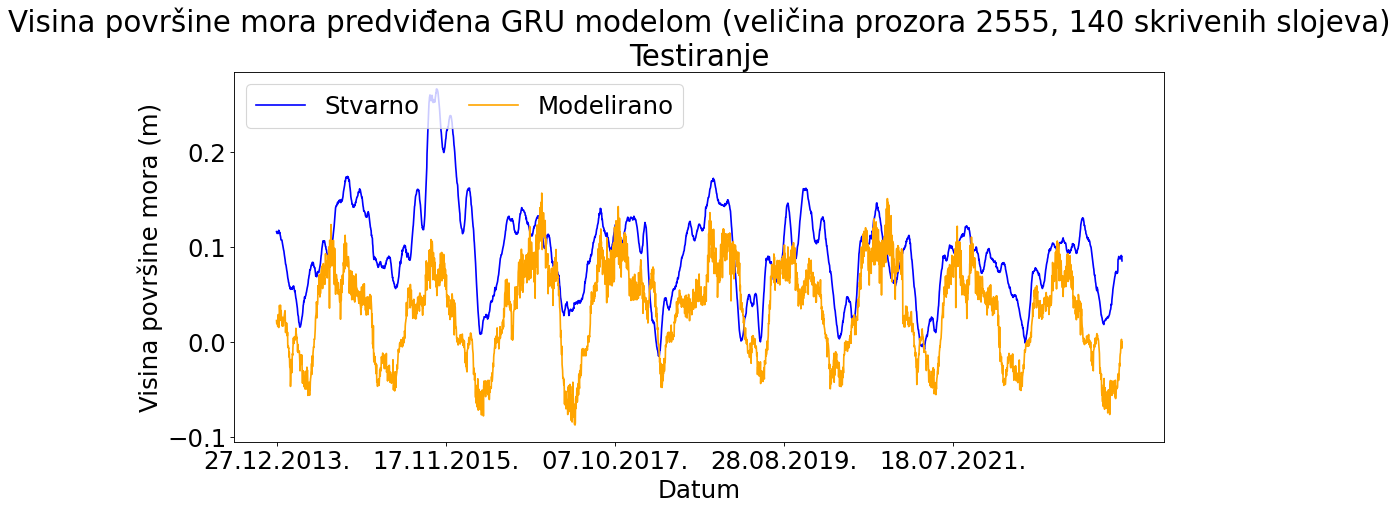 Visina površine mora predviđena GRU modelom (veličina prozora 2555, 140 skrivenih slojeva)
Testiranje
Stvarno Modelirano
Visina površine mora (m)
0.2
0.1
0.0
−0.1
27.12.2013. 17.11.2015. 07.10.2017. 28.08.2019. 18.07.2021.
Datum